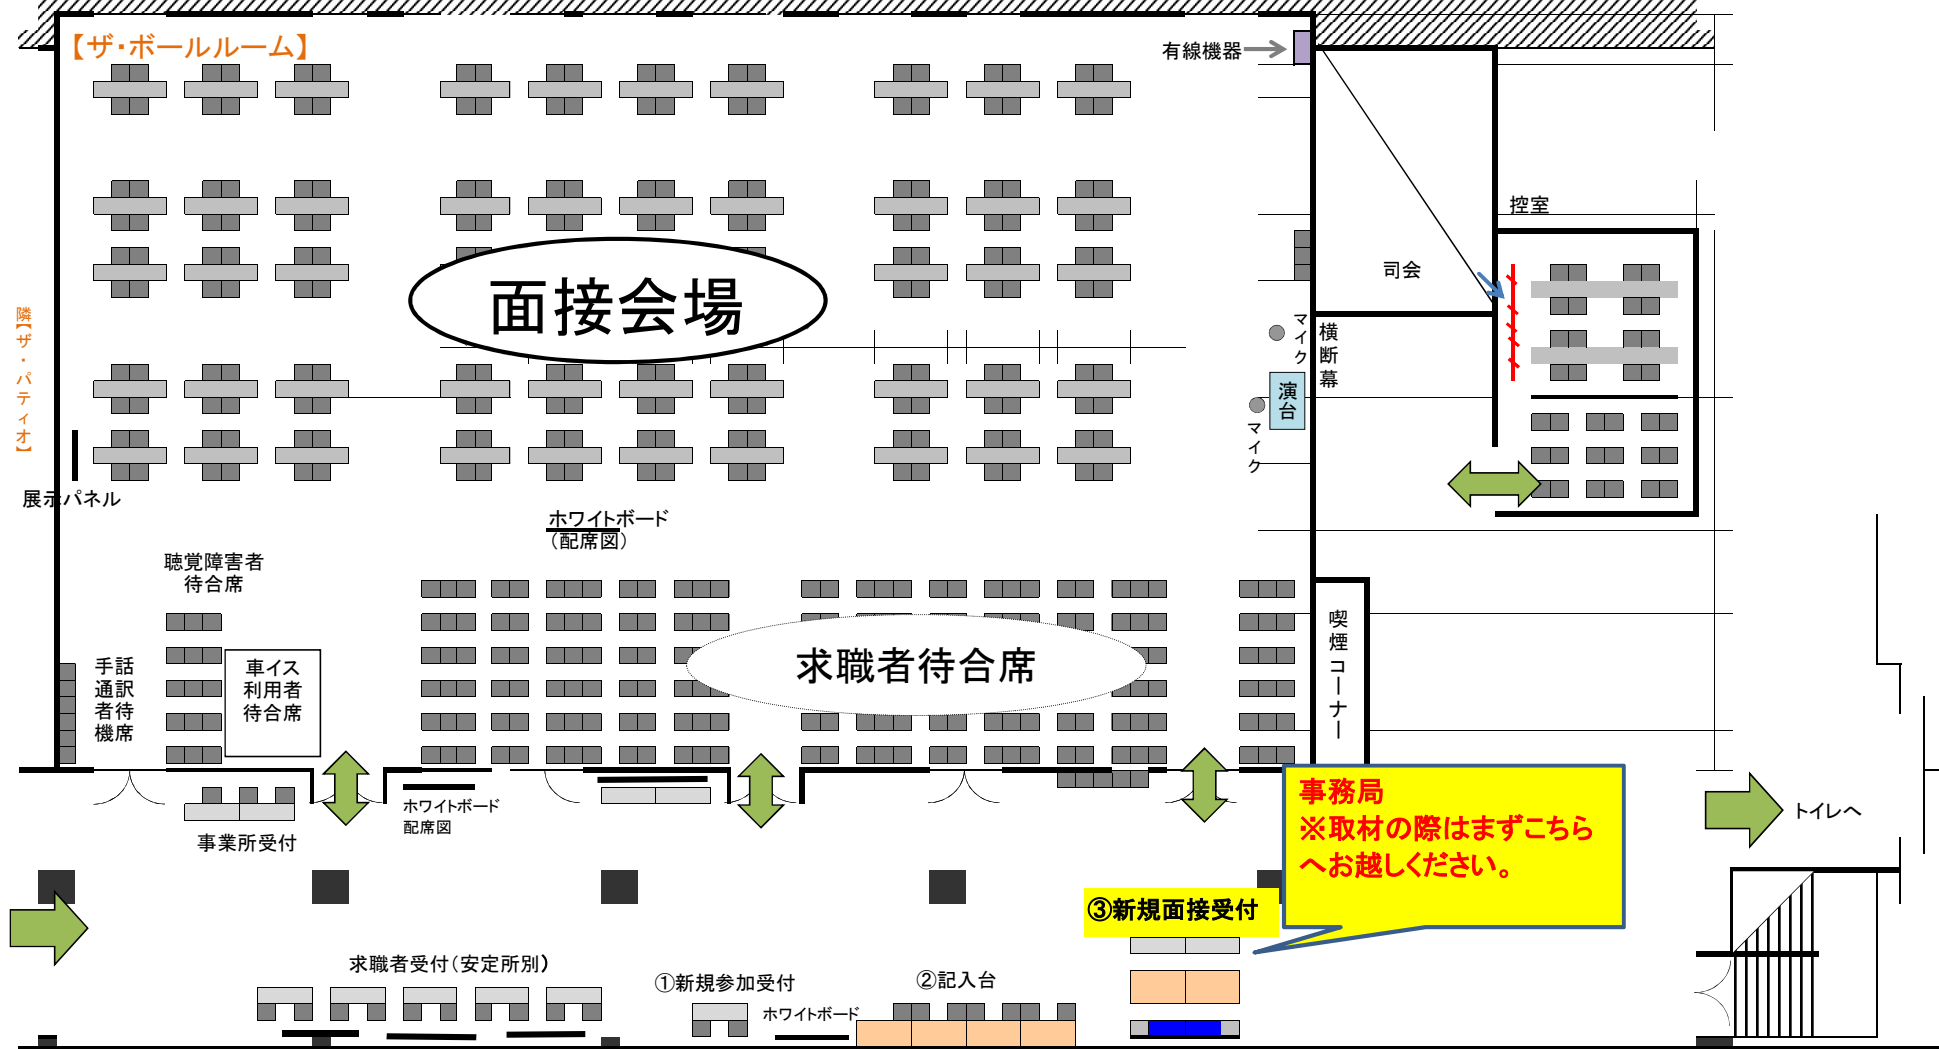 【ザ・ボールルーム】
有線機器
控室
司会
面接会場
隣【ザ・パティオ】
マイク
横断幕
演台
マイク
展示パネル
ホワイトボード
（配席図）
聴覚障害者
待合席
手話
通訳
者待
機席
車イス
利用者
待合席
求職者待合席
喫煙コーナー
ホワイトボード
配席図
事業所受付
事務局
※取材の際はまずこちら
へお越しください。
トイレへ
③新規面接受付
求職者受付（安定所別）
①新規参加受付
②記入台
ホワイトボード